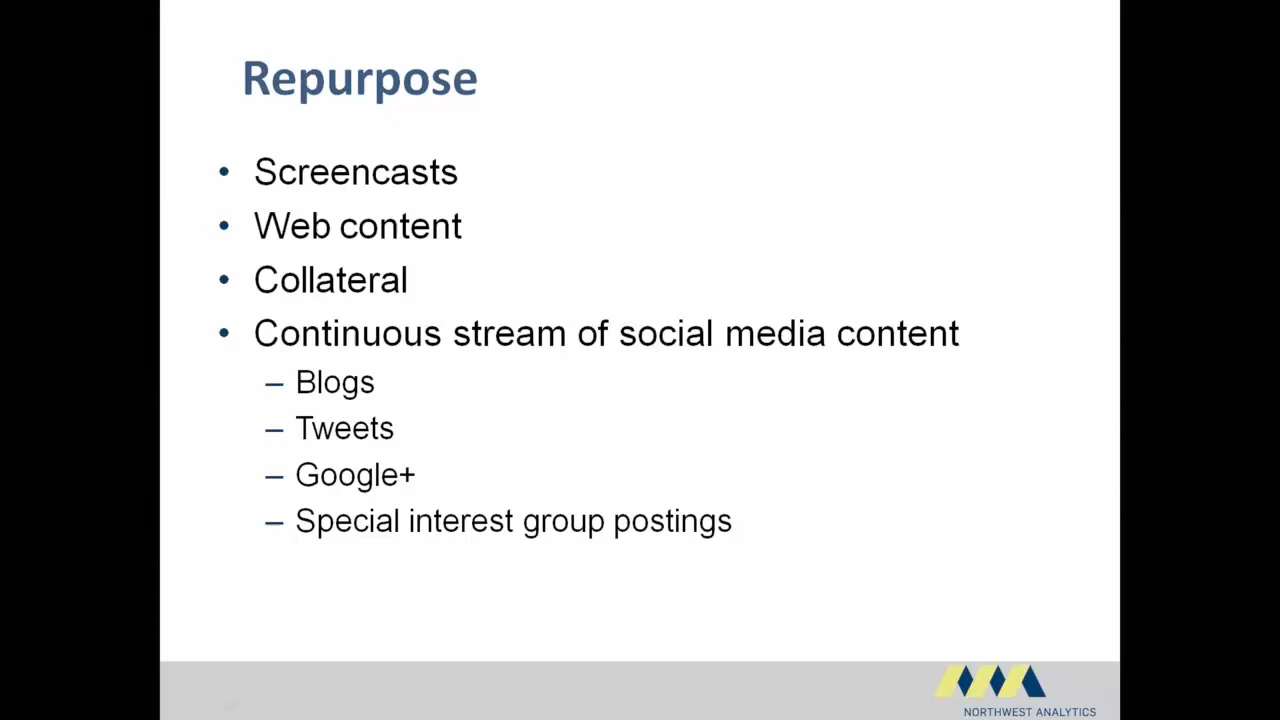 Repurpose
• Screencasts
• Web content
• Collateral
• Continuous stream of social media content
– Blogs
– Tweets
– Google+
– Special interest group postings
NORTHWEST ANALYTICS